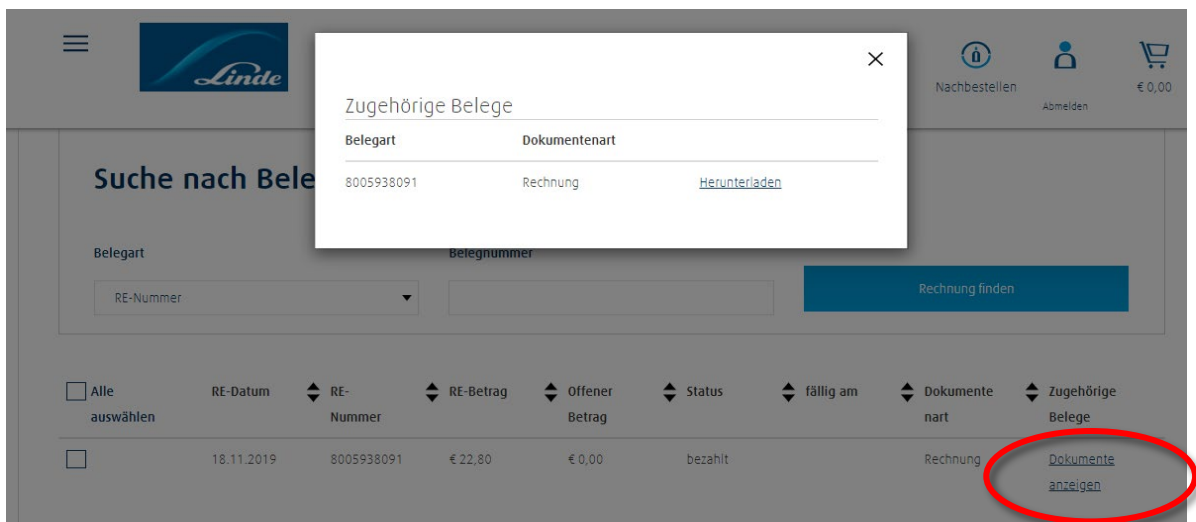 Linde
Nachbestellen
Abmelden
€ 0,00
Zugehörige Belege
Belegart Dokumentenart
8005938091 Rechnung Herunterladen
Suche nach Bele
Belegart Belegnummer
RE-Nummer Rechnung finden
Alle auswählen RE-Datum RE-Nummer RE-Betrag Offener Betrag Status fällig am Dokumente nart Zugehörige Belege
18.11.2019 8005938091 € 22,80 € 0,00 bezahlt Rechnung Dokumente
anzeigen